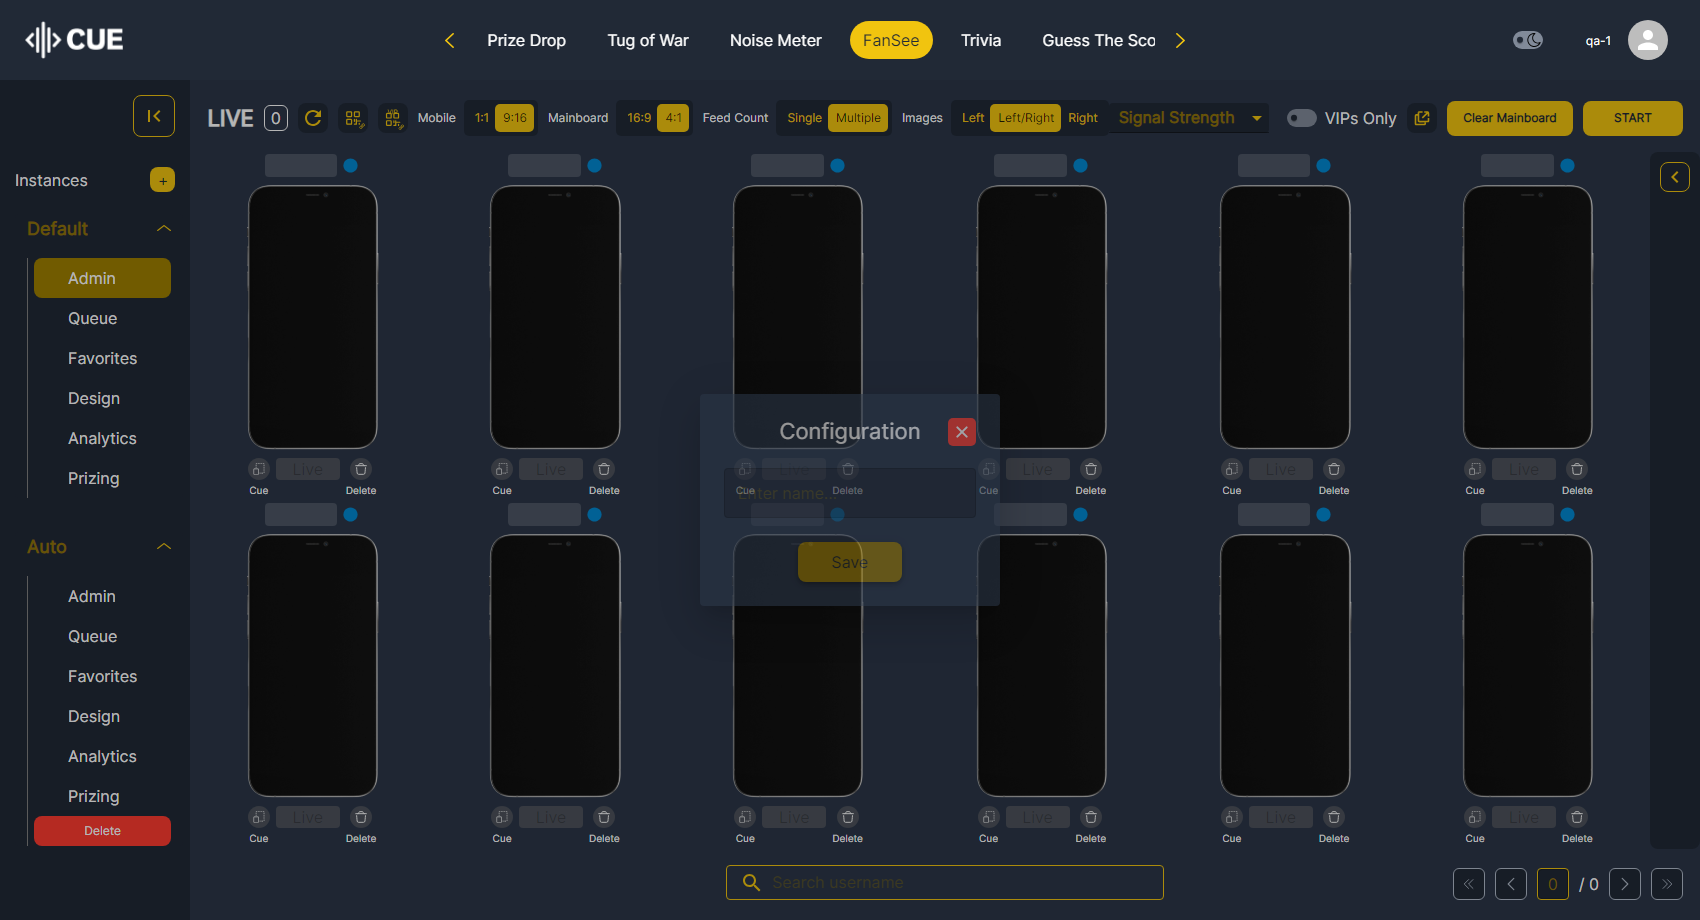 CUE
Prize Drop
Tug of War
Noise Meter
FanSee
Trivia
Guess The Sco
qa-1
LIVE 0
Mobile 1:1 9:16
Mainboard 16:9 4:1
Feed Count Single Multiple
Images Left Left/Right Right
Signal Strength
VIPs Only
Clear Mainboard
START
Instances +
Default
Admin
Queue
Favorites
Design
Analytics
Prizing
Auto
Admin
Queue
Favorites
Design
Analytics
Prizing
Delete
Live Live Live Live Live Live
Cue Delete Cue Delete Cue Delete Cue Delete Cue Delete Cue Delete
Configuration
Enter name...
Save
Live Live Live Live Live Live
Cue Delete Cue Delete Cue Delete Cue Delete Cue Delete Cue Delete
Search username
0 / 0